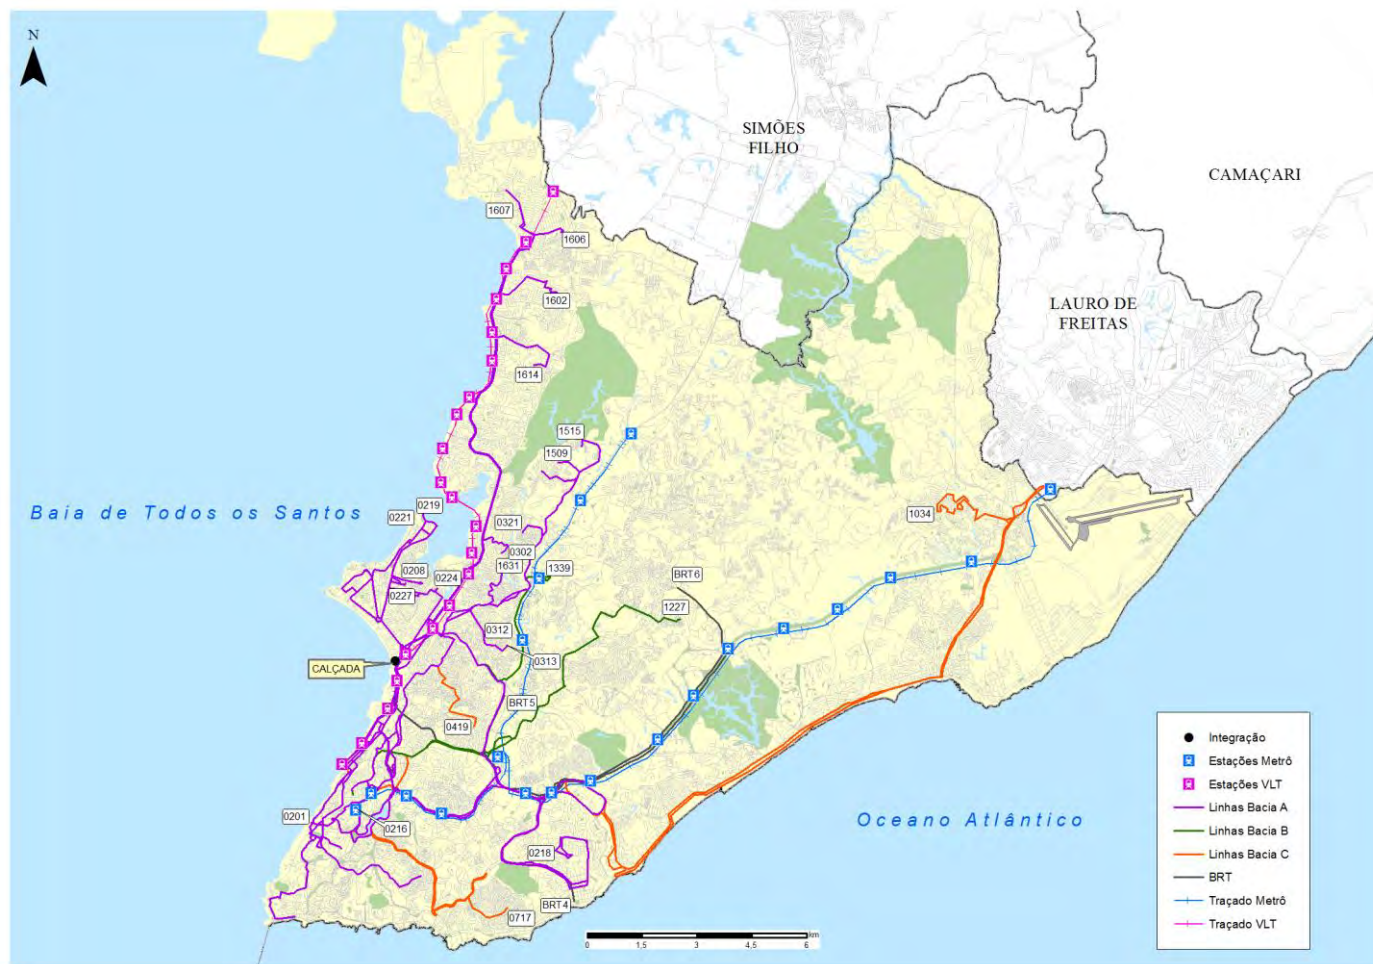 N
SIMÕES
FILHO
CAMAÇARI
LAURO DE
FREITAS
1607
1606
1602
1614
1515
1509
0219
0221
0321
0302
1631
1339
0208
0224
0227
1034
BRT6
1227
0312
0313
CALÇADA
BRT5
0419
0201
0216
0218
BRT4
0717
Baia de Todos os Santos
Oceano Atlântico
Integração
Estações Metrô
Estações VLT
Linhas Bacia A
Linhas Bacia B
Linhas Bacia C
BRT
Traçado Metrô
Traçado VLT
km
0 1,5 3 4,5 6